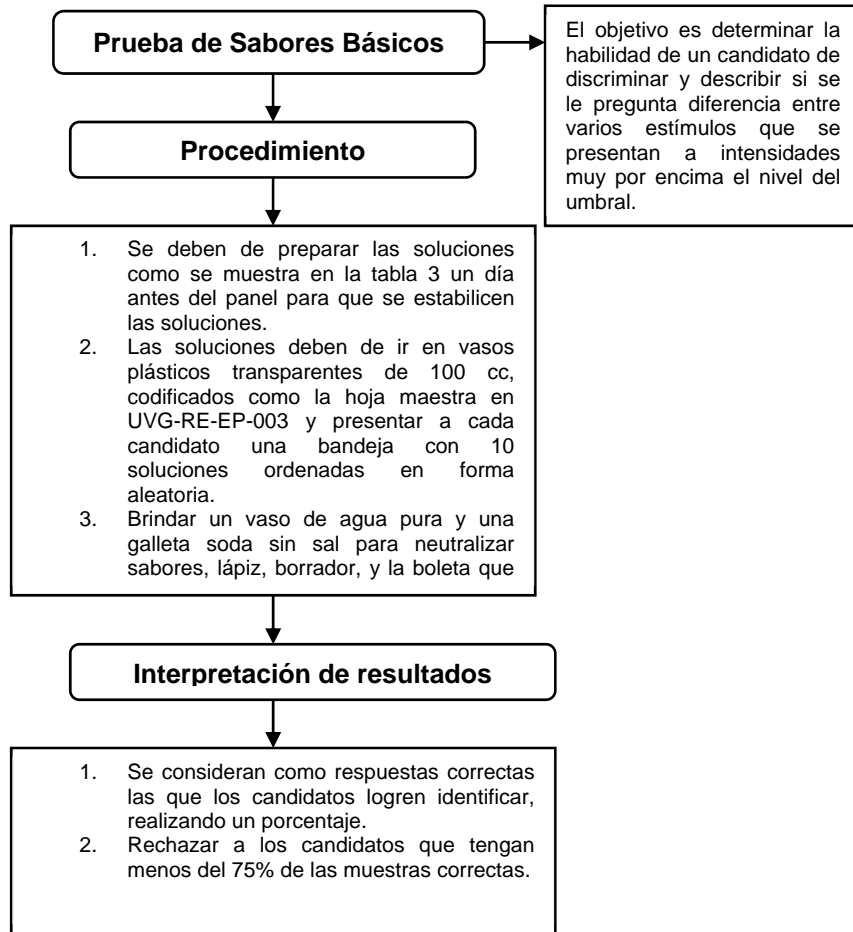 Prueba de Sabores Básicos
El objetivo es determinar la
habilidad de un candidato de
discriminar y describir si se
le pregunta diferencia entre
varios estímulos que se
presentan a intensidades
muy por encima el nivel del
umbral.
Procedimiento
1. Se deben de preparar las soluciones
como se muestra en la tabla 3 un día
antes del panel para que se estabilicen
las soluciones.
2. Las soluciones deben de ir en vasos
plásticos transparentes de 100 cc,
codificados como la hoja maestra en
UVG-RE-EP-003 y presentar a cada
candidato una bandeja con 10
soluciones ordenadas en forma
aleatoria.
3. Brindar un vaso de agua pura y una
galleta soda sin sal para neutralizar
sabores, lápiz, borrador, y la boleta que
Interpretación de resultados
1. Se consideran como respuestas correctas
las que los candidatos logren identificar,
realizando un porcentaje.
2. Rechazar a los candidatos que tengan
menos del 75% de las muestras correctas.